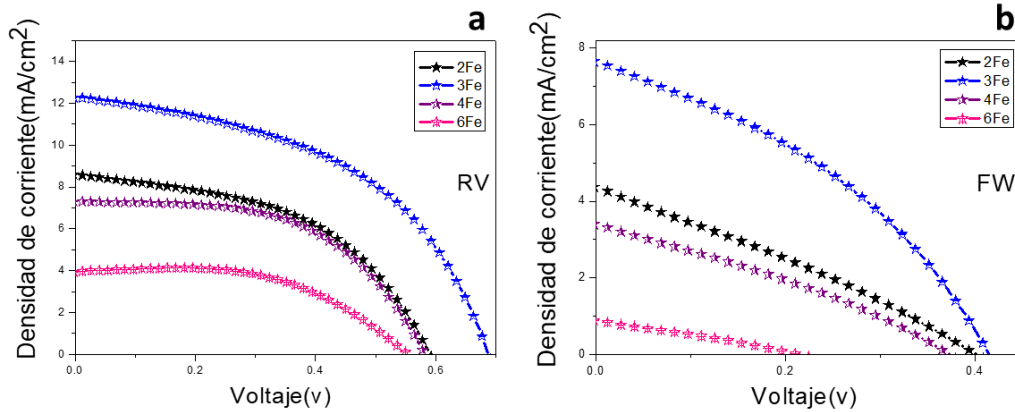 a
Densidad de corriente(mA/cm²)
14
12
10
8
6
4
2
0
0.0
0.2
0.4
0.6
Voltaje(v)
2Fe
3Fe
4Fe
6Fe
RV
b
Densidad de corriente(mA/cm²)
8
6
4
2
0
0.0
0.2
0.4
Voltaje(v)
2Fe
3Fe
4Fe
6Fe
FW